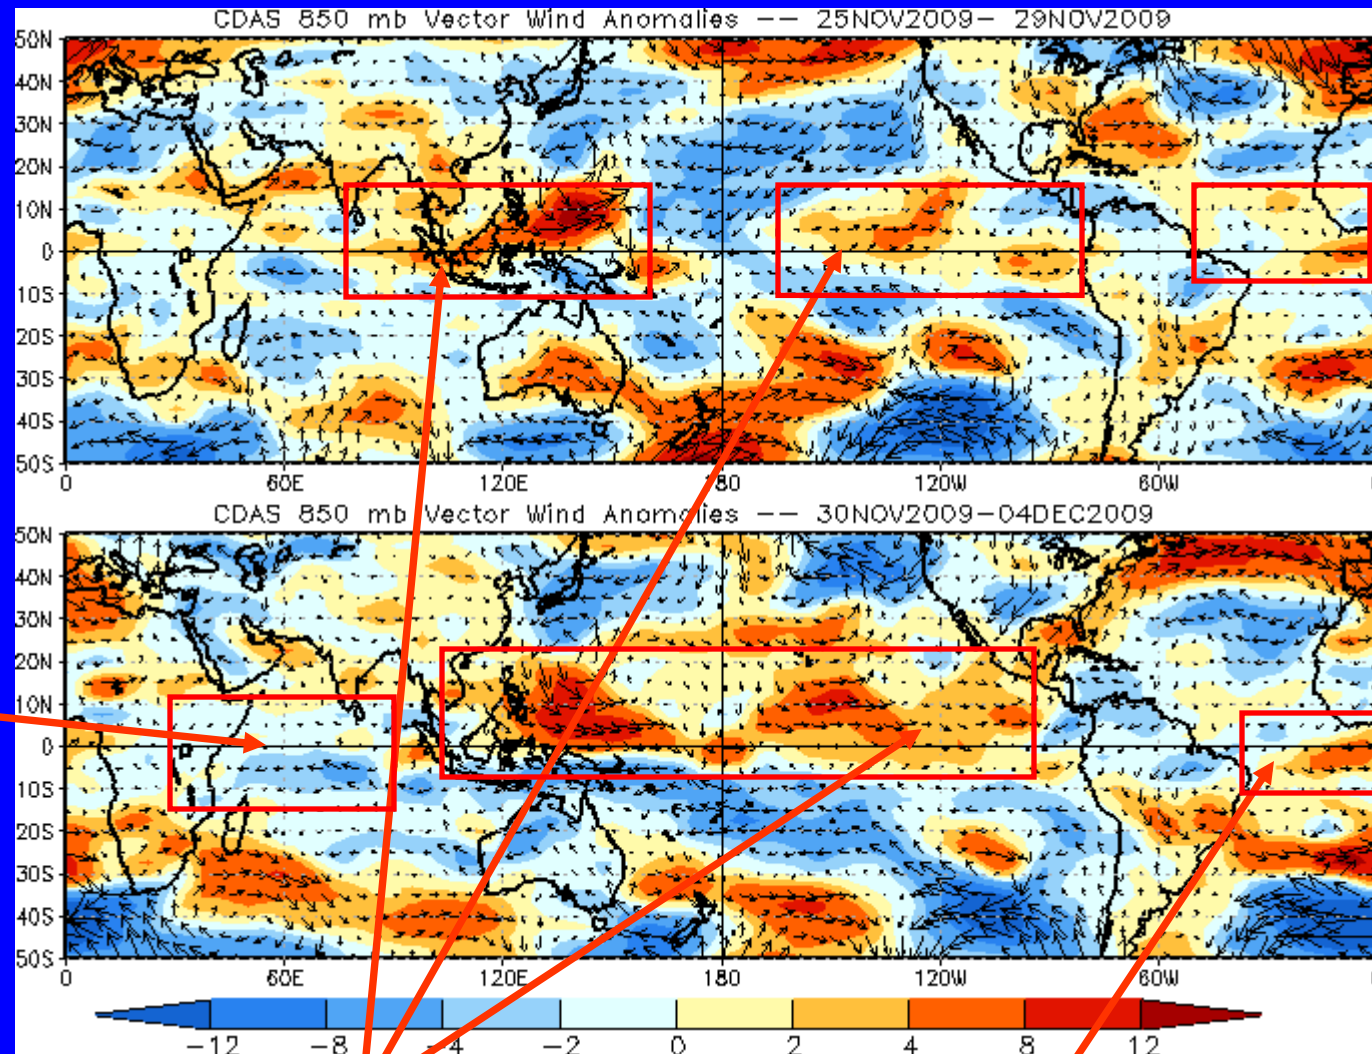 CDAS 850 mb Vector Wind Anomalies -- 25NOV2009- 29NOV2009
50N
40N
30N
20N
10N
0
10S
20S
30S
40S
50S
0 60E 120E 180 120W 60W
CDAS 850 mb Vector Wind Anomalies -- 30NOV2009-04DEC2009
50N
40N
30N
20N
10N
0
10S
20S
30S
40S
50S
0 60E 120E 180 120W 60W
-12 -8 -4 -2 0 2 4 8 12